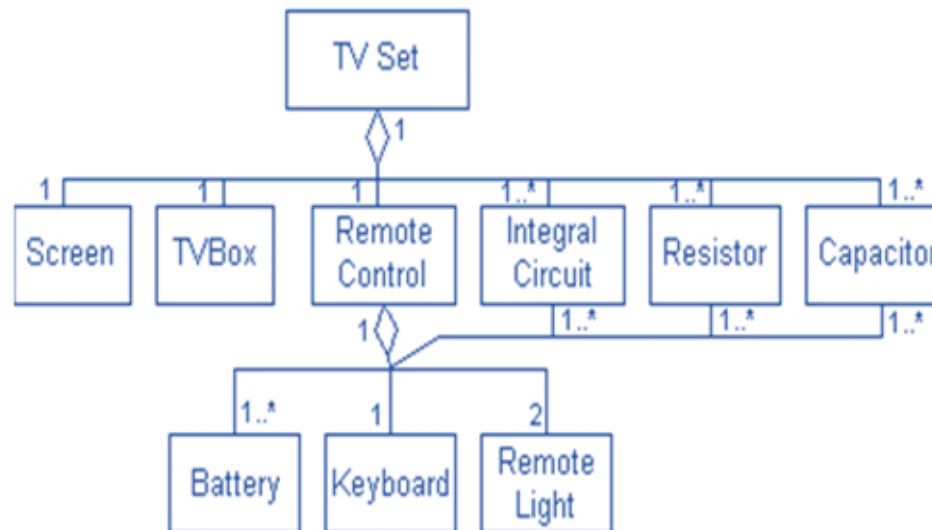 TV Set
1
1 1 1 1..* 1..* 1..*
Screen
TVBox
Remote
Control
Integral
Circuit
Resistor
Capacitor
1 1..* 1..* 1..*
1..* 1 2
Battery
Keyboard
Remote
Light